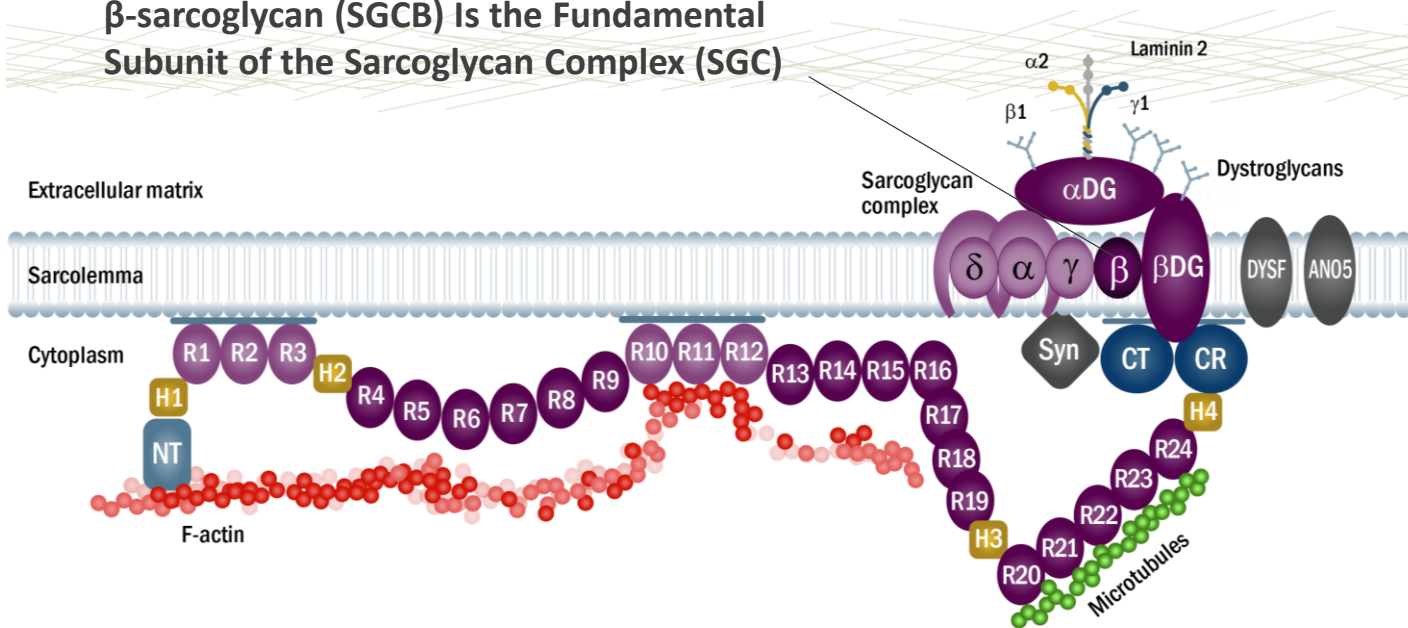 β-sarcoglycan (SGCB) Is the Fundamental
Subunit of the Sarcoglycan Complex (SGC)
Laminin 2
α2
β1
γ1
Dystroglycans
Sarcoglycan
complex
αDG
Extracellular matrix
Sarcolemma
δ
α
γ
β
βDG
DYSF
ANO5
Cytoplasm
R1
R2
R3
H1
H2
NT
R4
R5
R6
R7
R8
R9
R10
R11
R12
R13
R14
R15
R16
R17
R18
R19
H3
R20
R21
R22
R23
R24
H4
Syn
CT
CR
F-actin
Microtubules